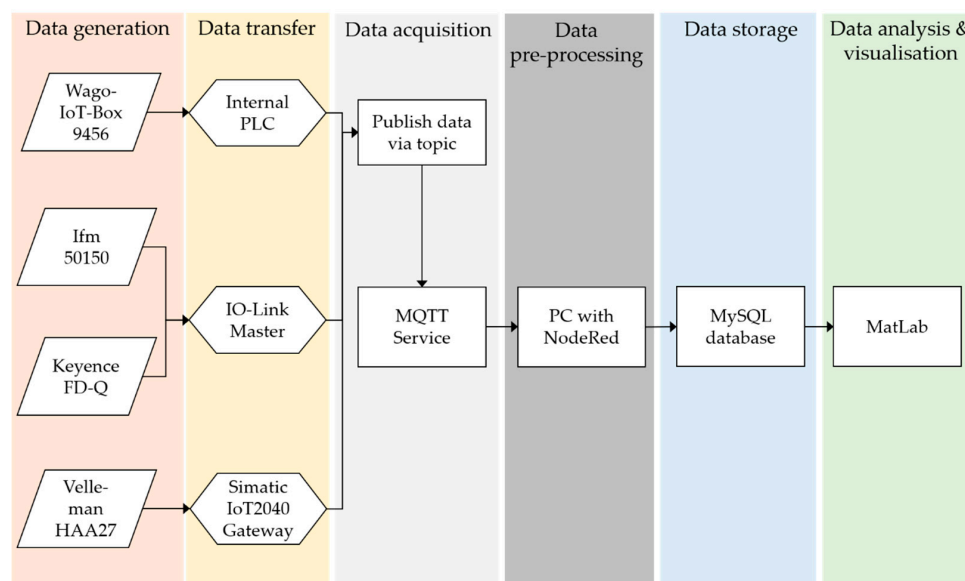 Data generation
Data transfer
Data acquisition
Data
pre-processing
Data storage
Data analysis &
visualisation
Wago-
IoT-Box
9456
Internal
PLC
Publish data
via topic
Ifm
50150
IO-Link
Master
MQTT
Service
PC with
NodeRed
MySQL
database
MatLab
Keyence
FD-Q
Velle-
man
HAA27
Simatic
IoT2040
Gateway